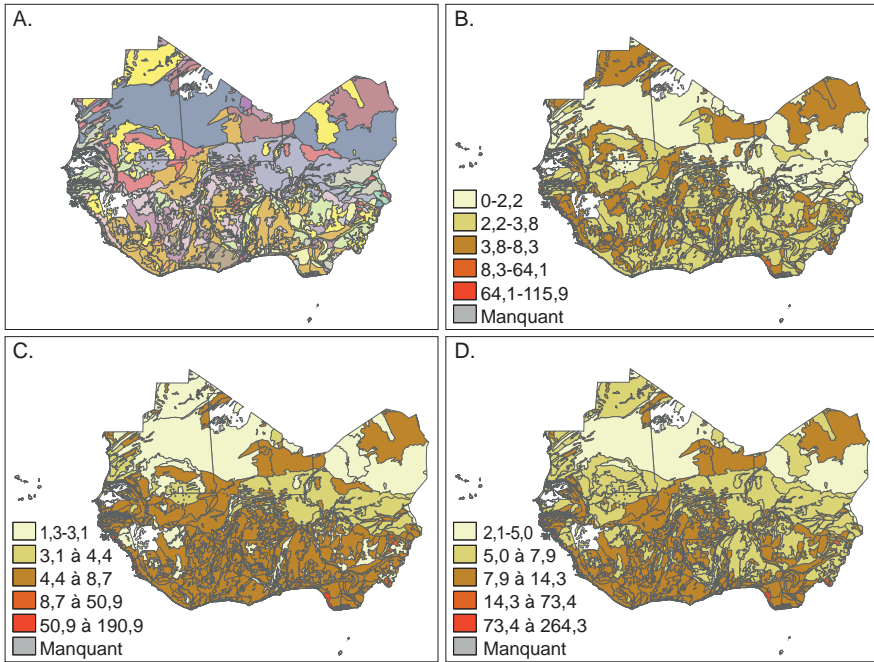 A.
B.
0-2,2
2,2-3,8
3,8-8,3
8,3-64,1
64,1-115,9
Manquant
C.
1,3-3,1
3,1 à 4,4
4,4 à 8,7
8,7 à 50,9
50,9 à 190,9
Manquant
D.
2,1-5,0
5,0 à 7,9
7,9 à 14,3
14,3 à 73,4
73,4 à 264,3
Manquant